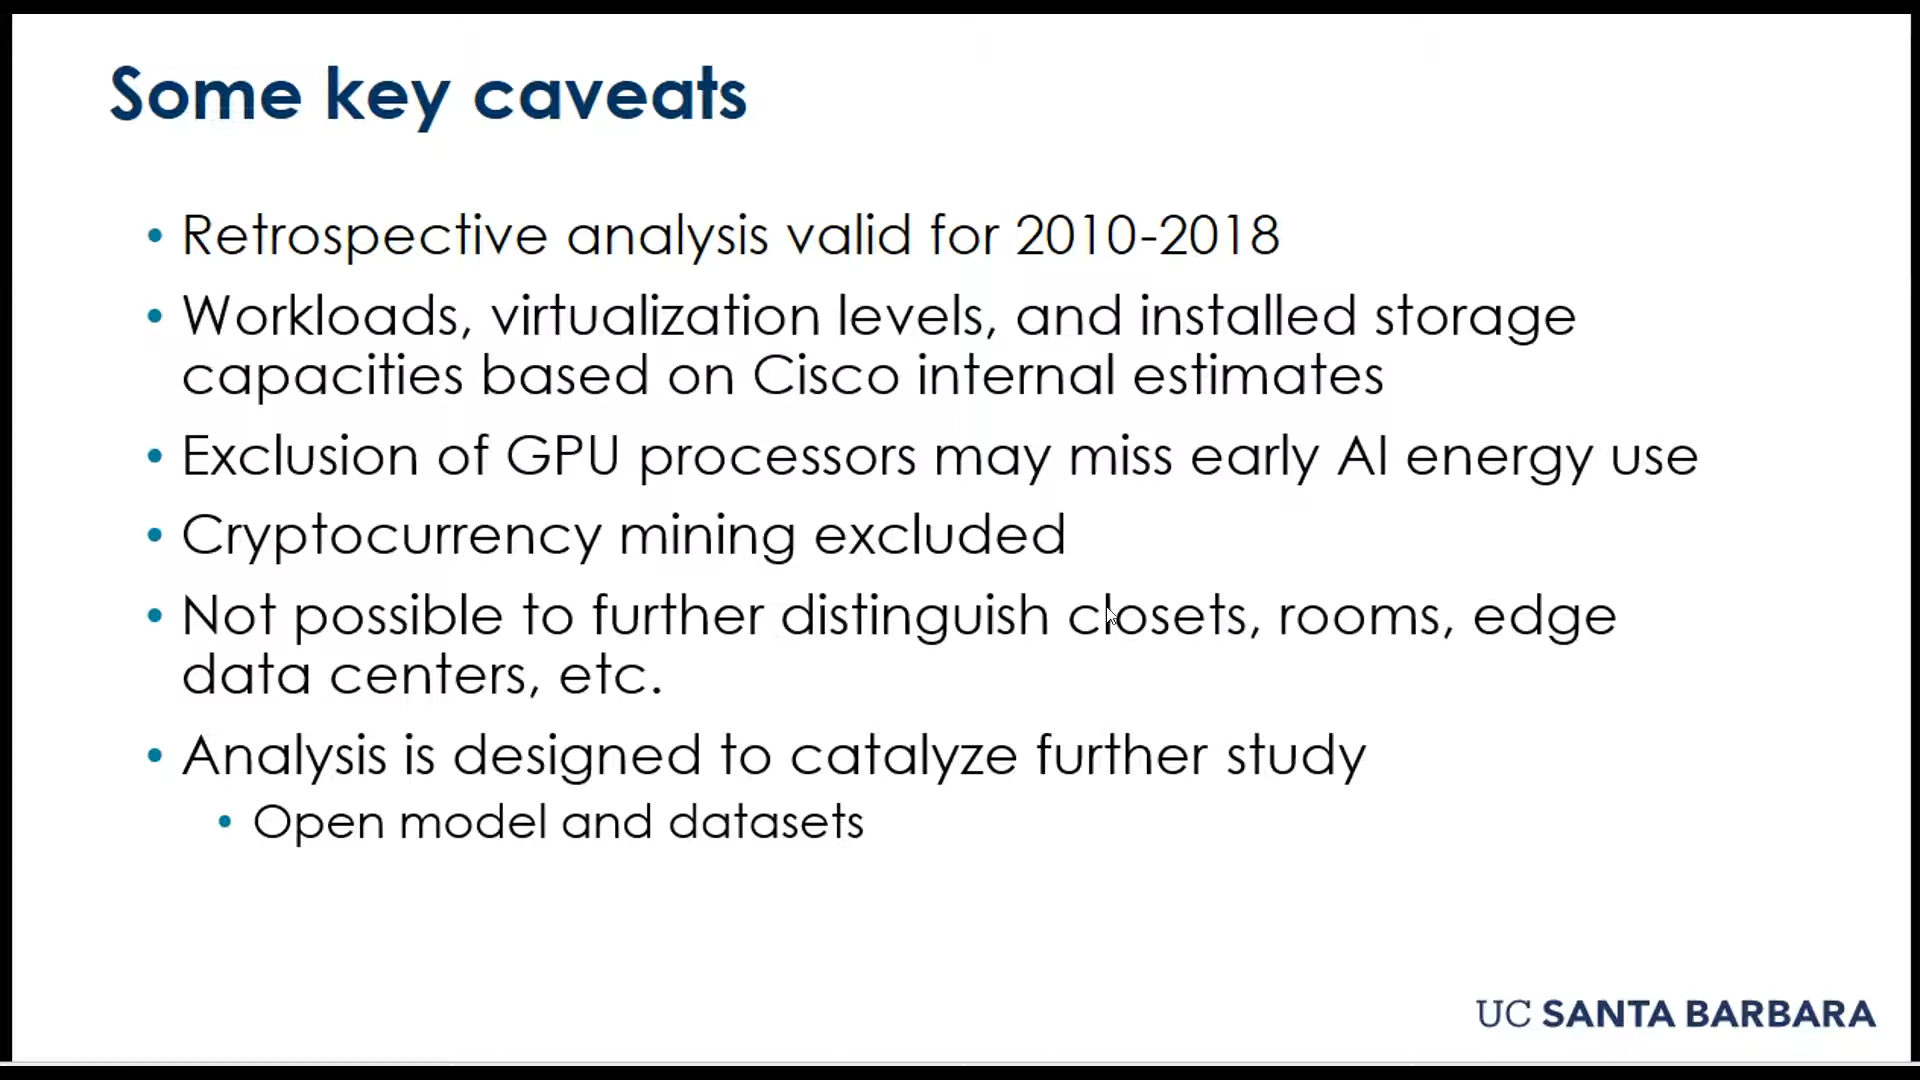 Some key caveats
• Retrospective analysis valid for 2010-2018
• Workloads, virtualization levels, and installed storage
capacities based on Cisco internal estimates
• Exclusion of GPU processors may miss early AI energy use
• Cryptocurrency mining excluded
• Not possible to further distinguish closets, rooms, edge
data centers, etc.
• Analysis is designed to catalyze further study
• Open model and datasets
UC SANTA BARBARA